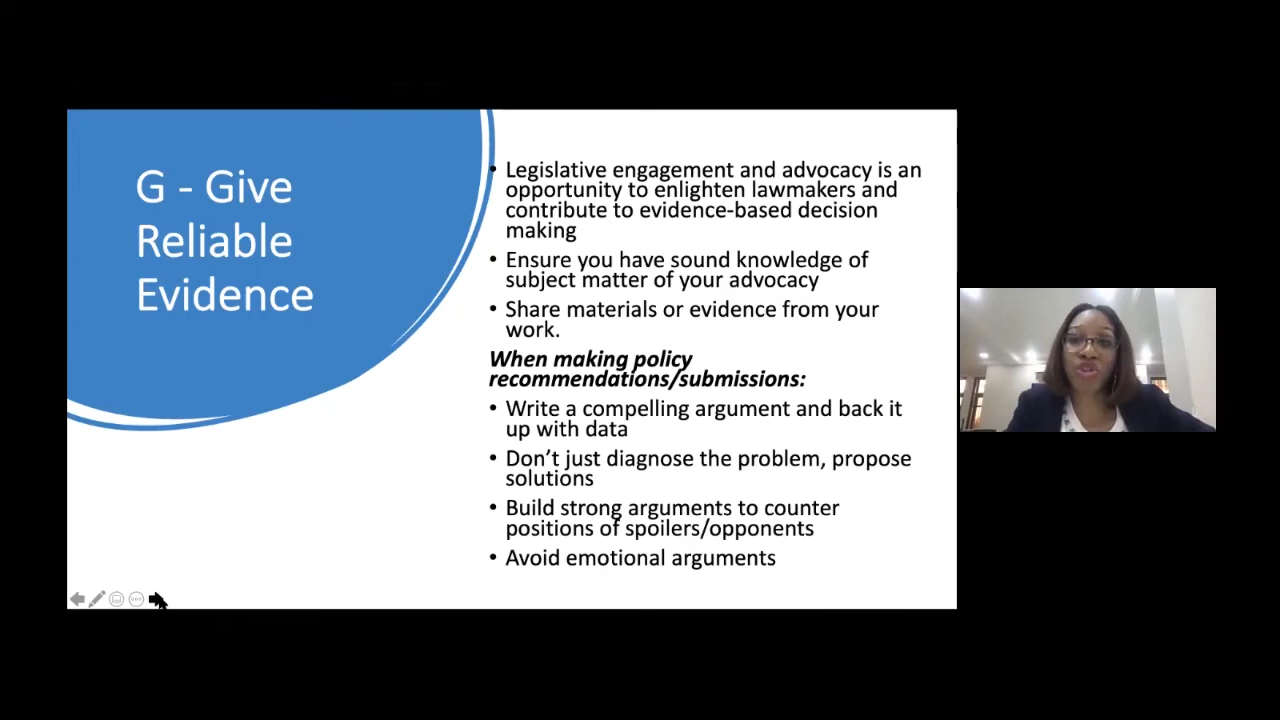 G - Give
Reliable
Evidence
• Legislative engagement and advocacy is an
opportunity to enlighten lawmakers and
contribute to evidence-based decision
making
• Ensure you have sound knowledge of
subject matter of your advocacy
• Share materials or evidence from your
work.
When making policy
recommendations/submissions:
• Write a compelling argument and back it
up with data
• Don’t just diagnose the problem, propose
solutions
• Build strong arguments to counter
positions of spoilers/opponents
• Avoid emotional arguments